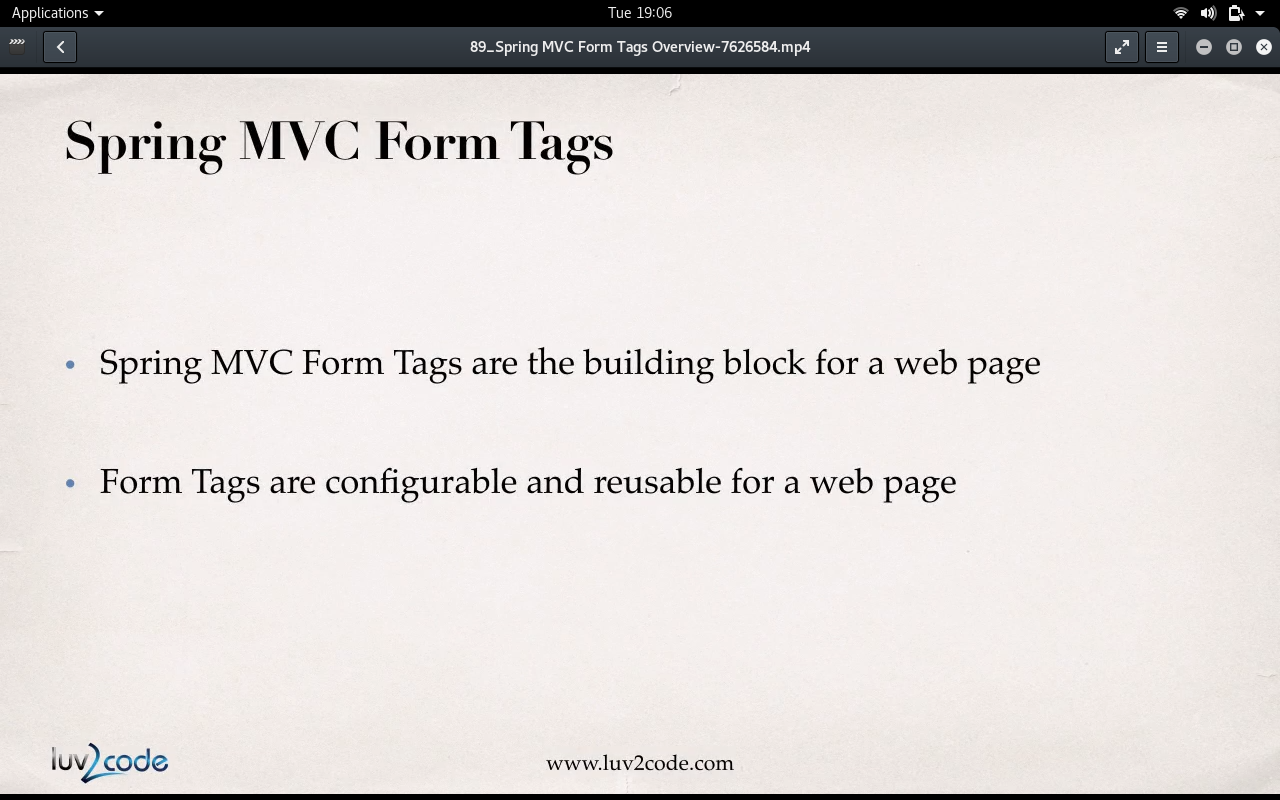 Applications
Tue 19:06
89_Spring MVC Form Tags Overview-7626584.mp4
Spring MVC Form Tags
• Spring MVC Form Tags are the building block for a web page
• Form Tags are configurable and reusable for a web page
luv2code
www.luv2code.com